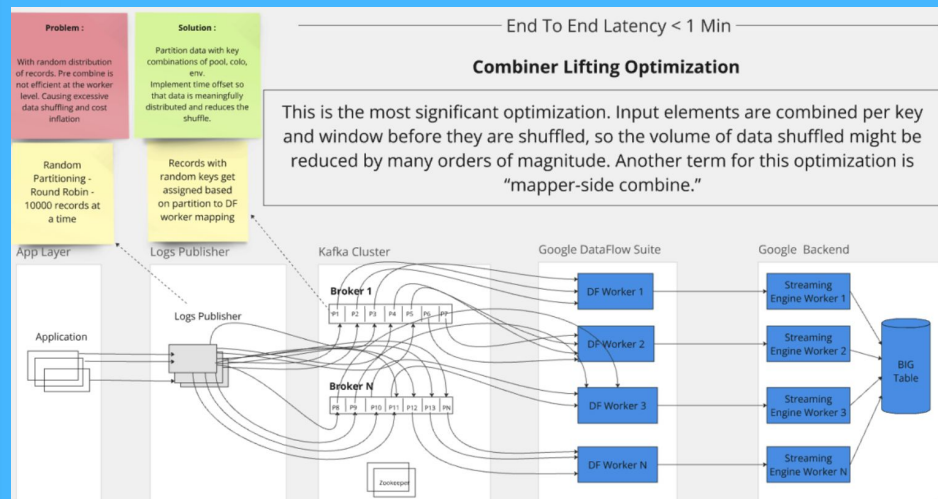 Problem :
With random distribution
of records. Pre combine is
not efficient at the worker
level. Causing excessive
data shuffling and cost
inflation
Solution :
Partition data with key
combinations of pool, colo,
env.
Implement time offset so
that data is meaningfully
distributed and reduces the
shuffle.
Random
Partitioning -
Round Robin -
10000 records at
a time
Records with
random keys get
assigned based
on partition to DF
worker mapping
End To End Latency < 1 Min
Combiner Lifting Optimization
This is the most significant optimization. Input elements are combined per key
and window before they are shuffled, so the volume of data shuffled might be
reduced by many orders of magnitude. Another term for this optimization is
“mapper-side combine.”
App Layer
Logs Publisher
Kafka Cluster
Google DataFlow Suite
Google Backend
Application
Logs Publisher
Broker 1
P1 P2 P3 P4 P5 P6 P7
Broker N
P8 P9 P10 P11 P12 P13 PN
Zookeeper
DF Worker 1
DF Worker 2
DF Worker 3
DF Worker N
Streaming
Engine Worker 1
Streaming
Engine Worker 2
Streaming
Engine Worker 3
Streaming
Engine Worker N
BIG
Table